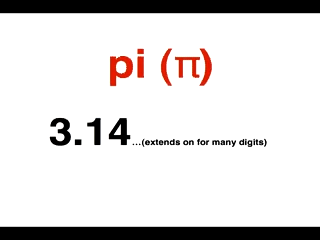 pi (π)
3.14...(extends on for many digits)